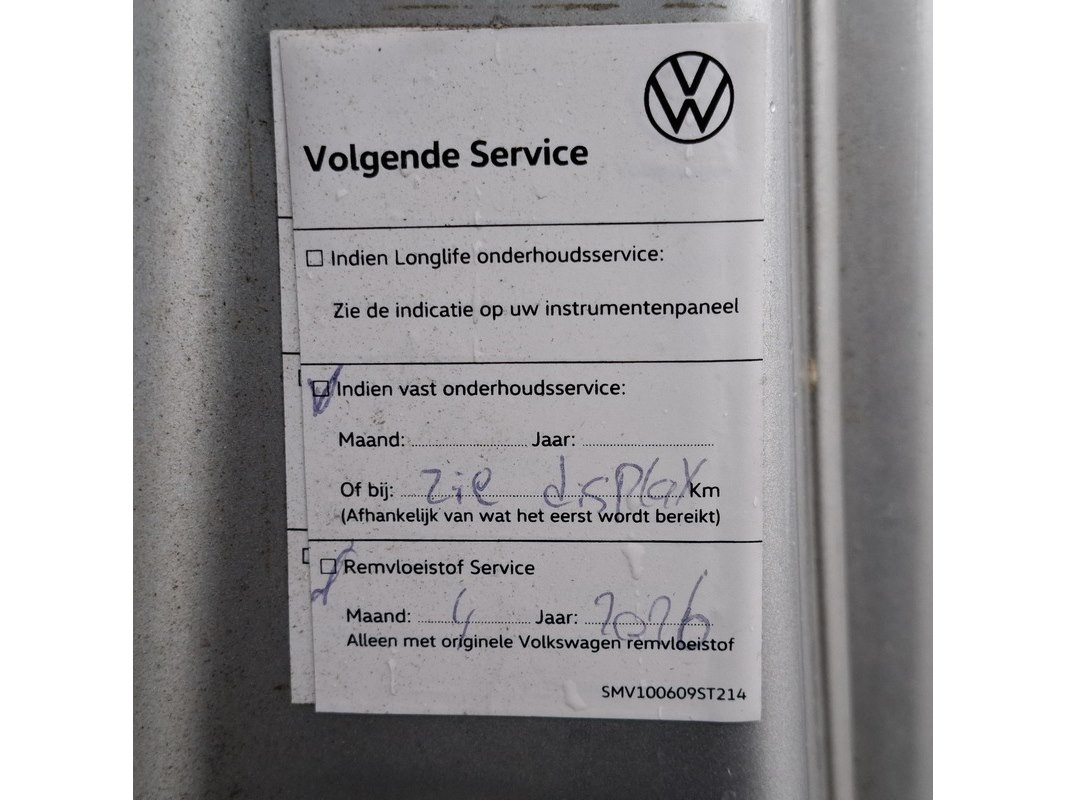 Volgende Service
☐ Indien Longlife onderhoudsservice:
Zie de indicatie op uw instrumentenpaneel
☑ Indien vast onderhoudsservice:
Maand: Jaar:
Of bij: zie display Km
(Afhankelijk van wat het eerst wordt bereikt)
☑ Remvloeistof Service
Maand: 4 Jaar: 2026
Alleen met originele Volkswagen remvloeistof
SMV100609ST214